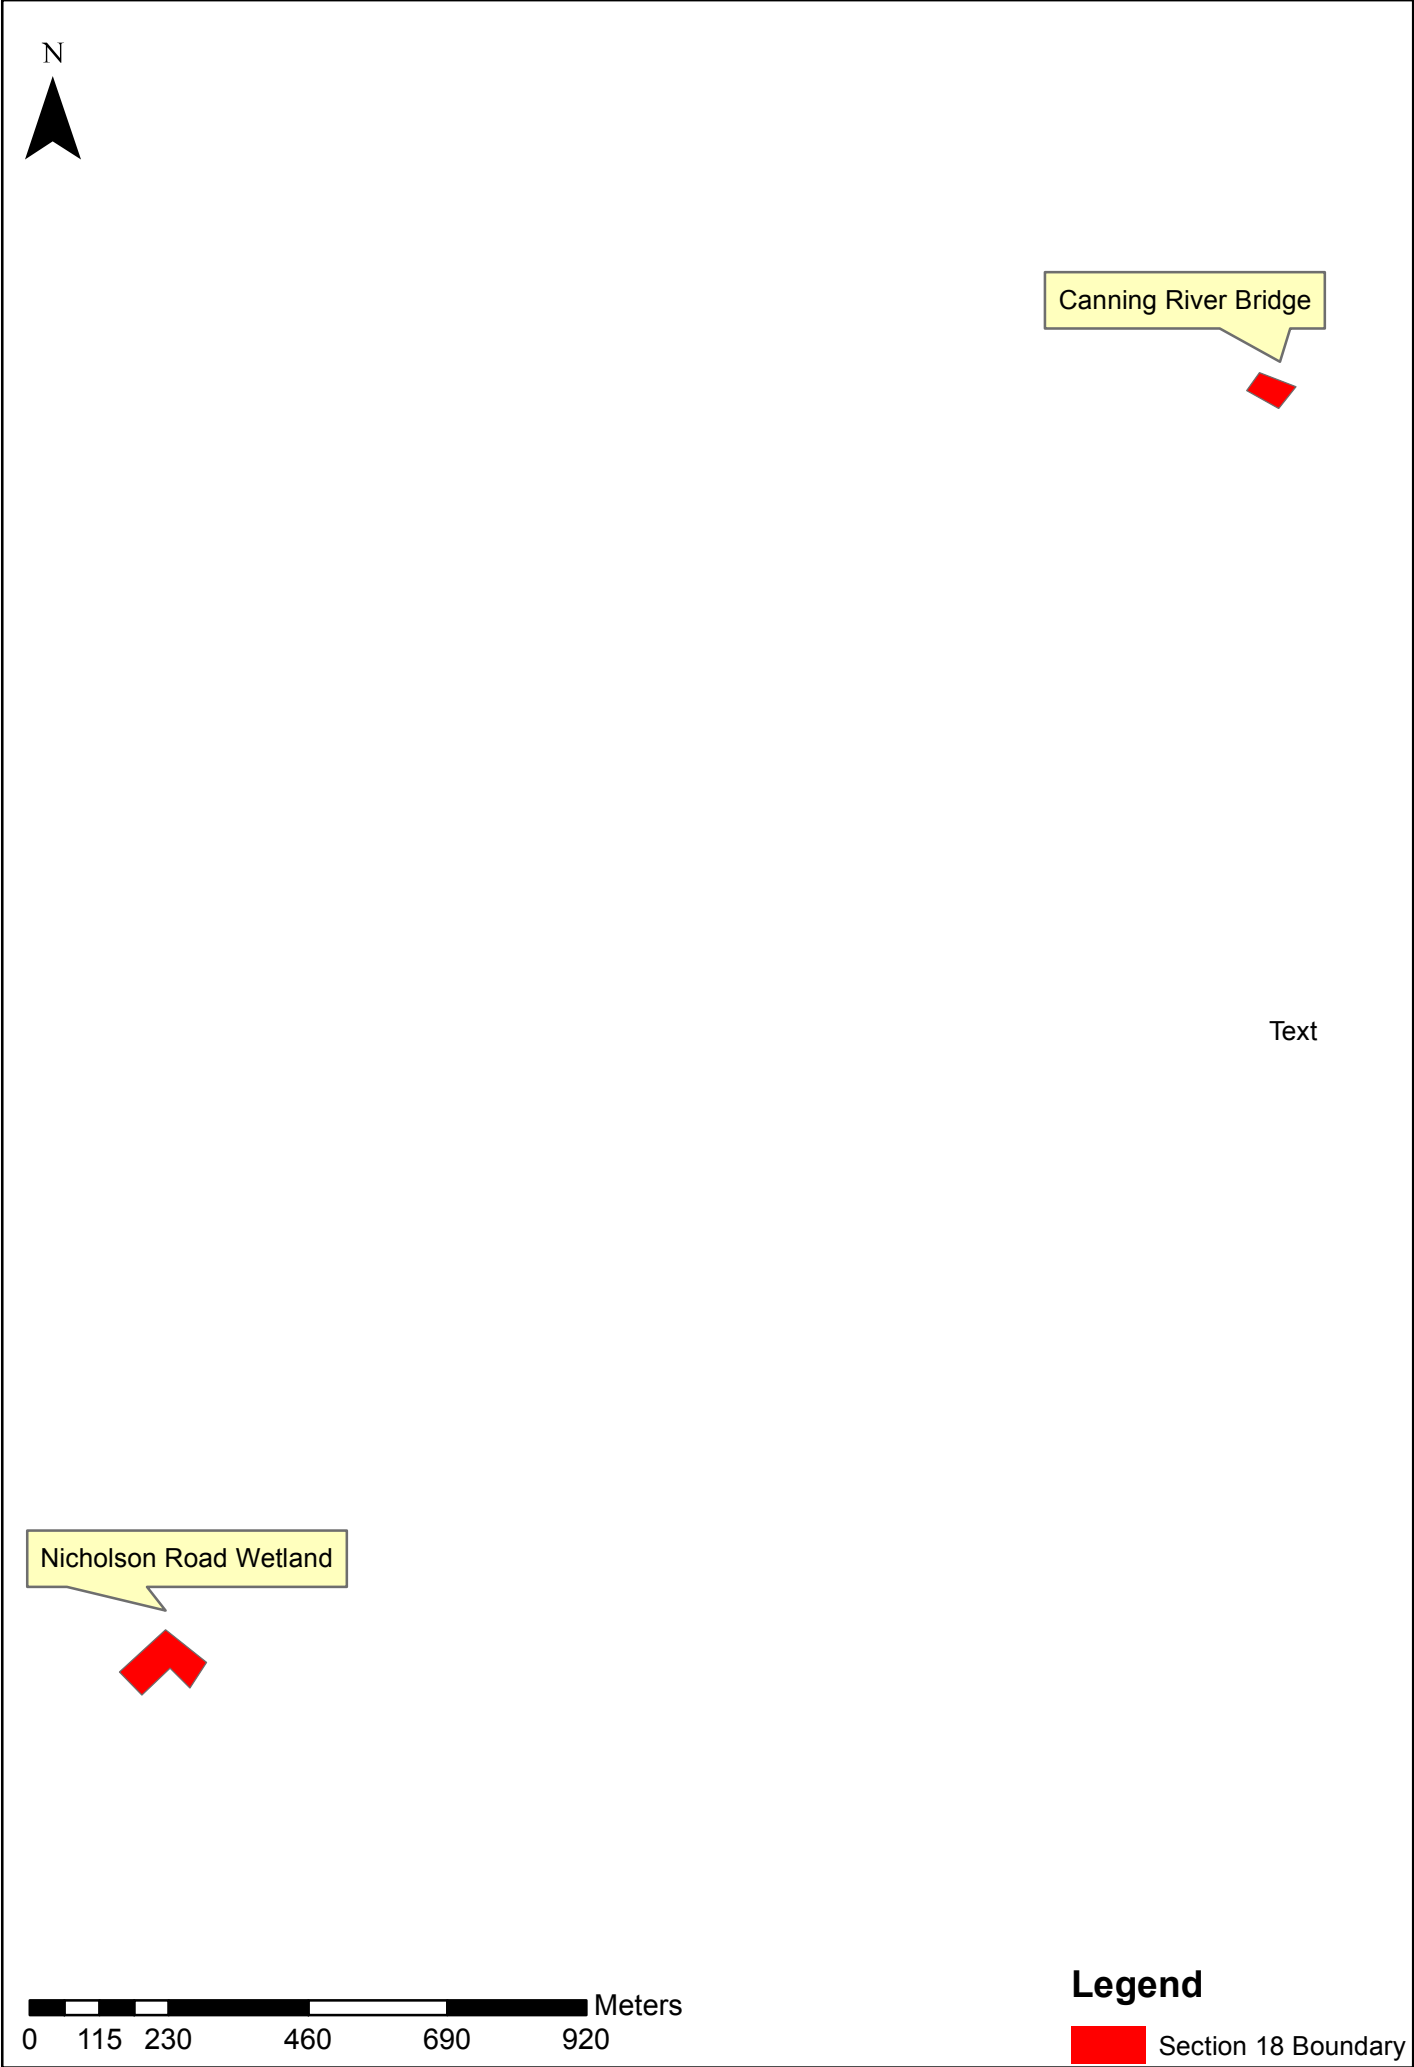 N
Canning River Bridge
Text
Nicholson Road Wetland
Meters
0 115 230 460 690 920
Legend
Section 18 Boundary